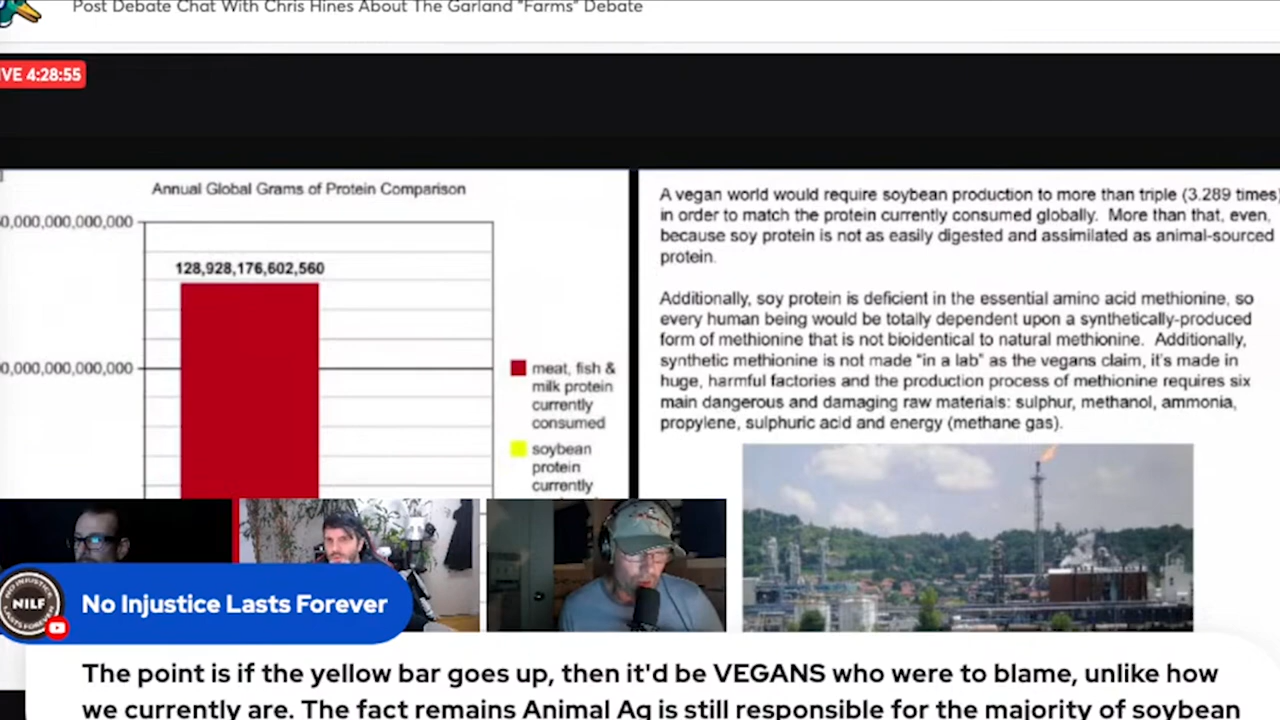 Post Debate Chat With Chris Hines About The Garland "Farms" Debate
IVE 4:28:55
Annual Global Grams of Protein Comparison
0,000,000,000,000
128,928,176,602,560
0,000,000,000,000
meat, fish &
milk protein
currently
consumed
soybean
protein
currently
A vegan world would require soybean production to more than triple (3.289 times)
in order to match the protein currently consumed globally. More than that, even,
because soy protein is not as easily digested and assimilated as animal-sourced
protein.
Additionally, soy protein is deficient in the essential amino acid methionine, so
every human being would be totally dependent upon a synthetically-produced
form of methionine that is not bioidentical to natural methionine. Additionally,
synthetic methionine is not made "in a lab" as the vegans claim, it's made in
huge, harmful factories and the production process of methionine requires six
main dangerous and damaging raw materials: sulphur, methanol, ammonia,
propylene, sulphuric acid and energy (methane gas).
NO INJUSTICE
NILF
LASTS FOREVER
No Injustice Lasts Forever
The point is if the yellow bar goes up, then it'd be VEGANS who were to blame, unlike how
we currently are. The fact remains Animal Ag is still responsible for the majority of soybean